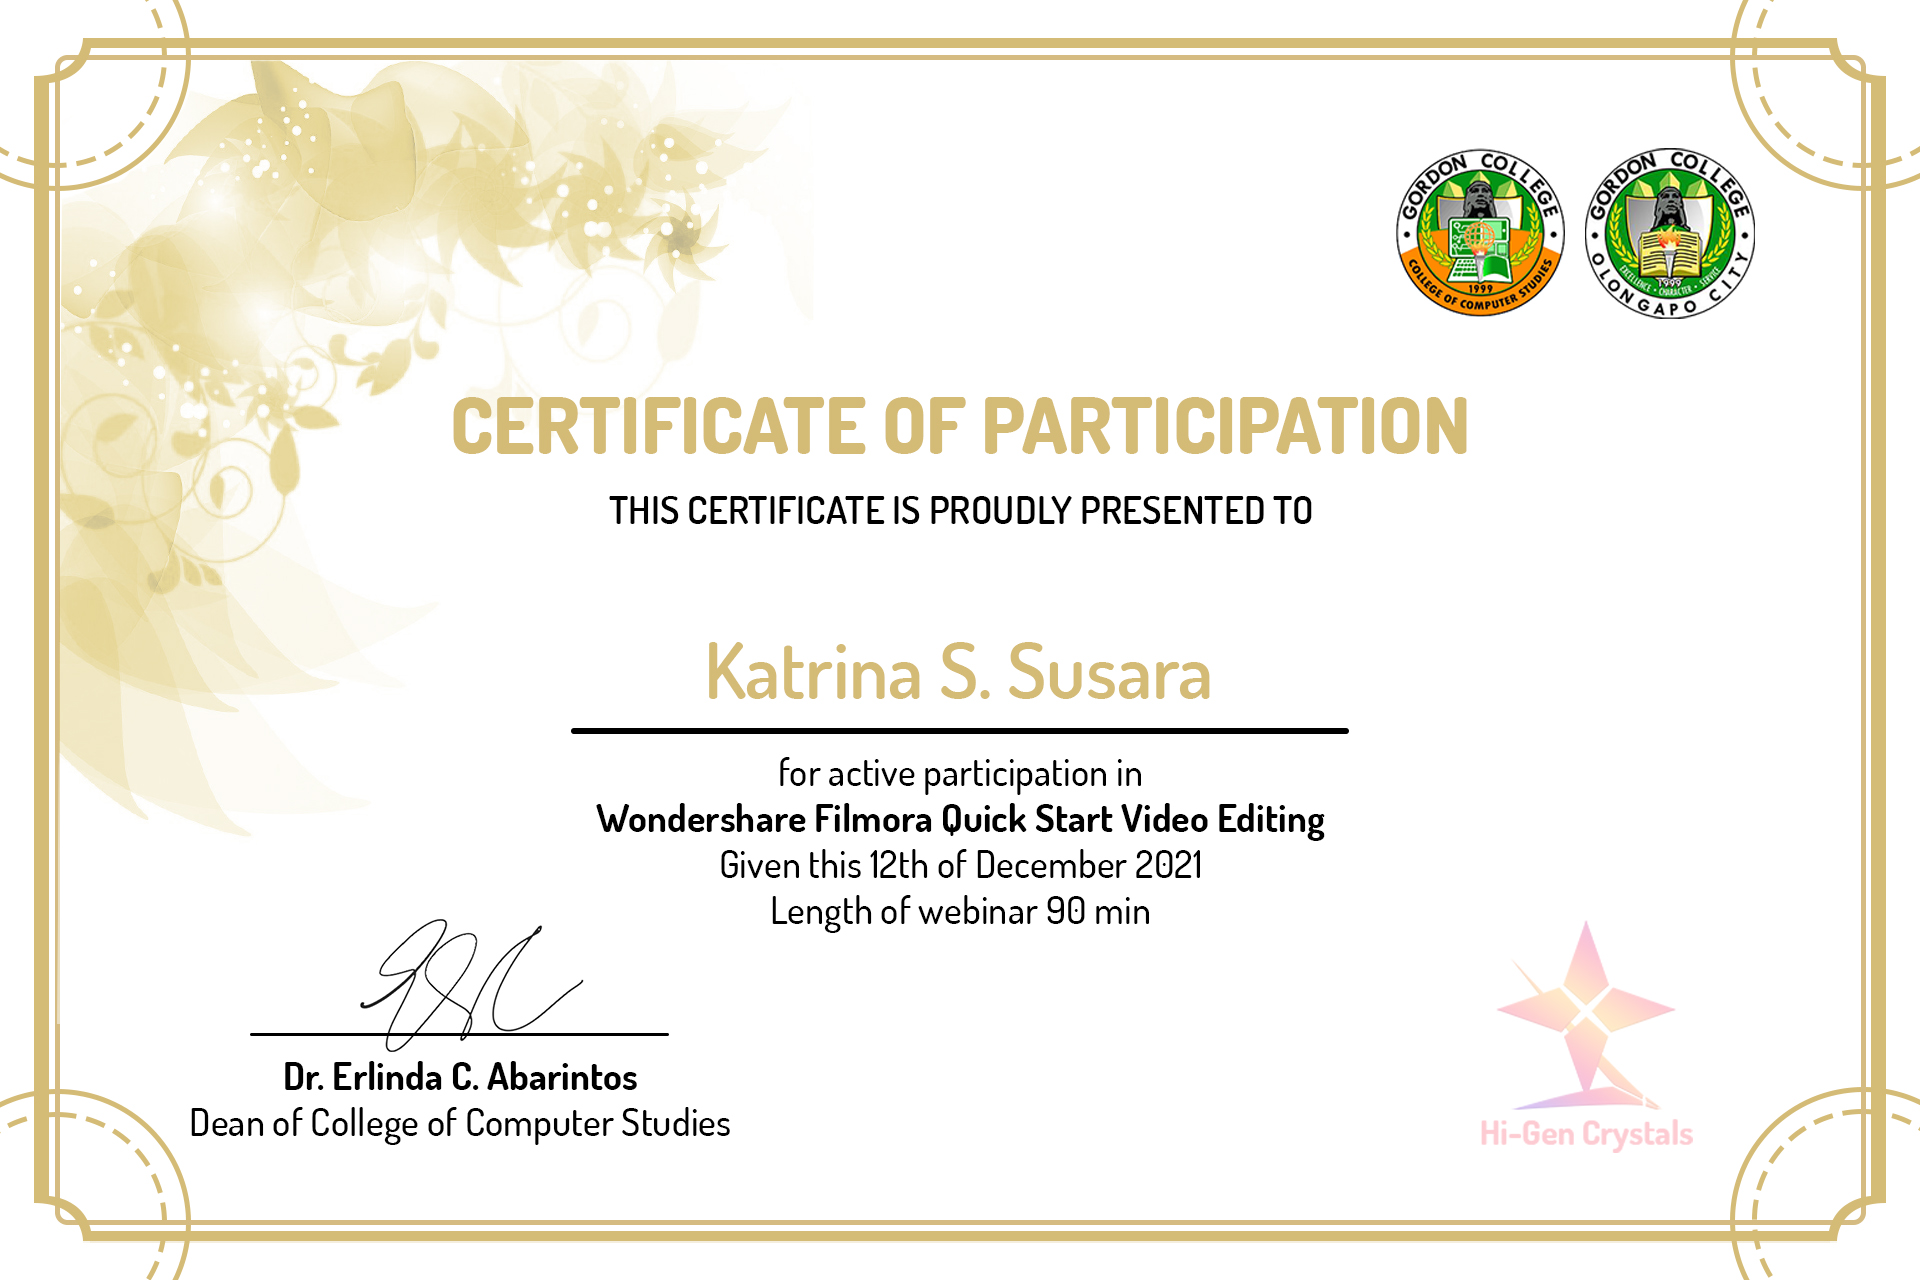 GORDON COLLEGE
COLLEGE OF COMPUTER STUDIES
1999
GORDON COLLEGE
OLONGAPO CITY
EXCELLENCE • CHARACTER • SERVICE
1999
CERTIFICATE OF PARTICIPATION
THIS CERTIFICATE IS PROUDLY PRESENTED TO
Katrina S. Susara
for active participation in
Wondershare Filmora Quick Start Video Editing
Given this 12th of December 2021
Length of webinar 90 min
Dr. Erlinda C. Abarintos
Dean of College of Computer Studies
Hi-Gen Crystals